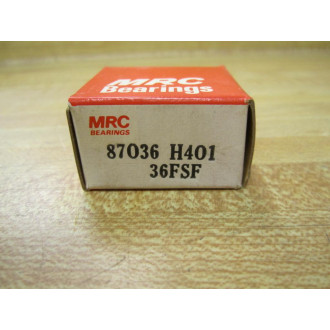 MRC
Bearings
MRC
BEARINGS
87036 H401
36FSF